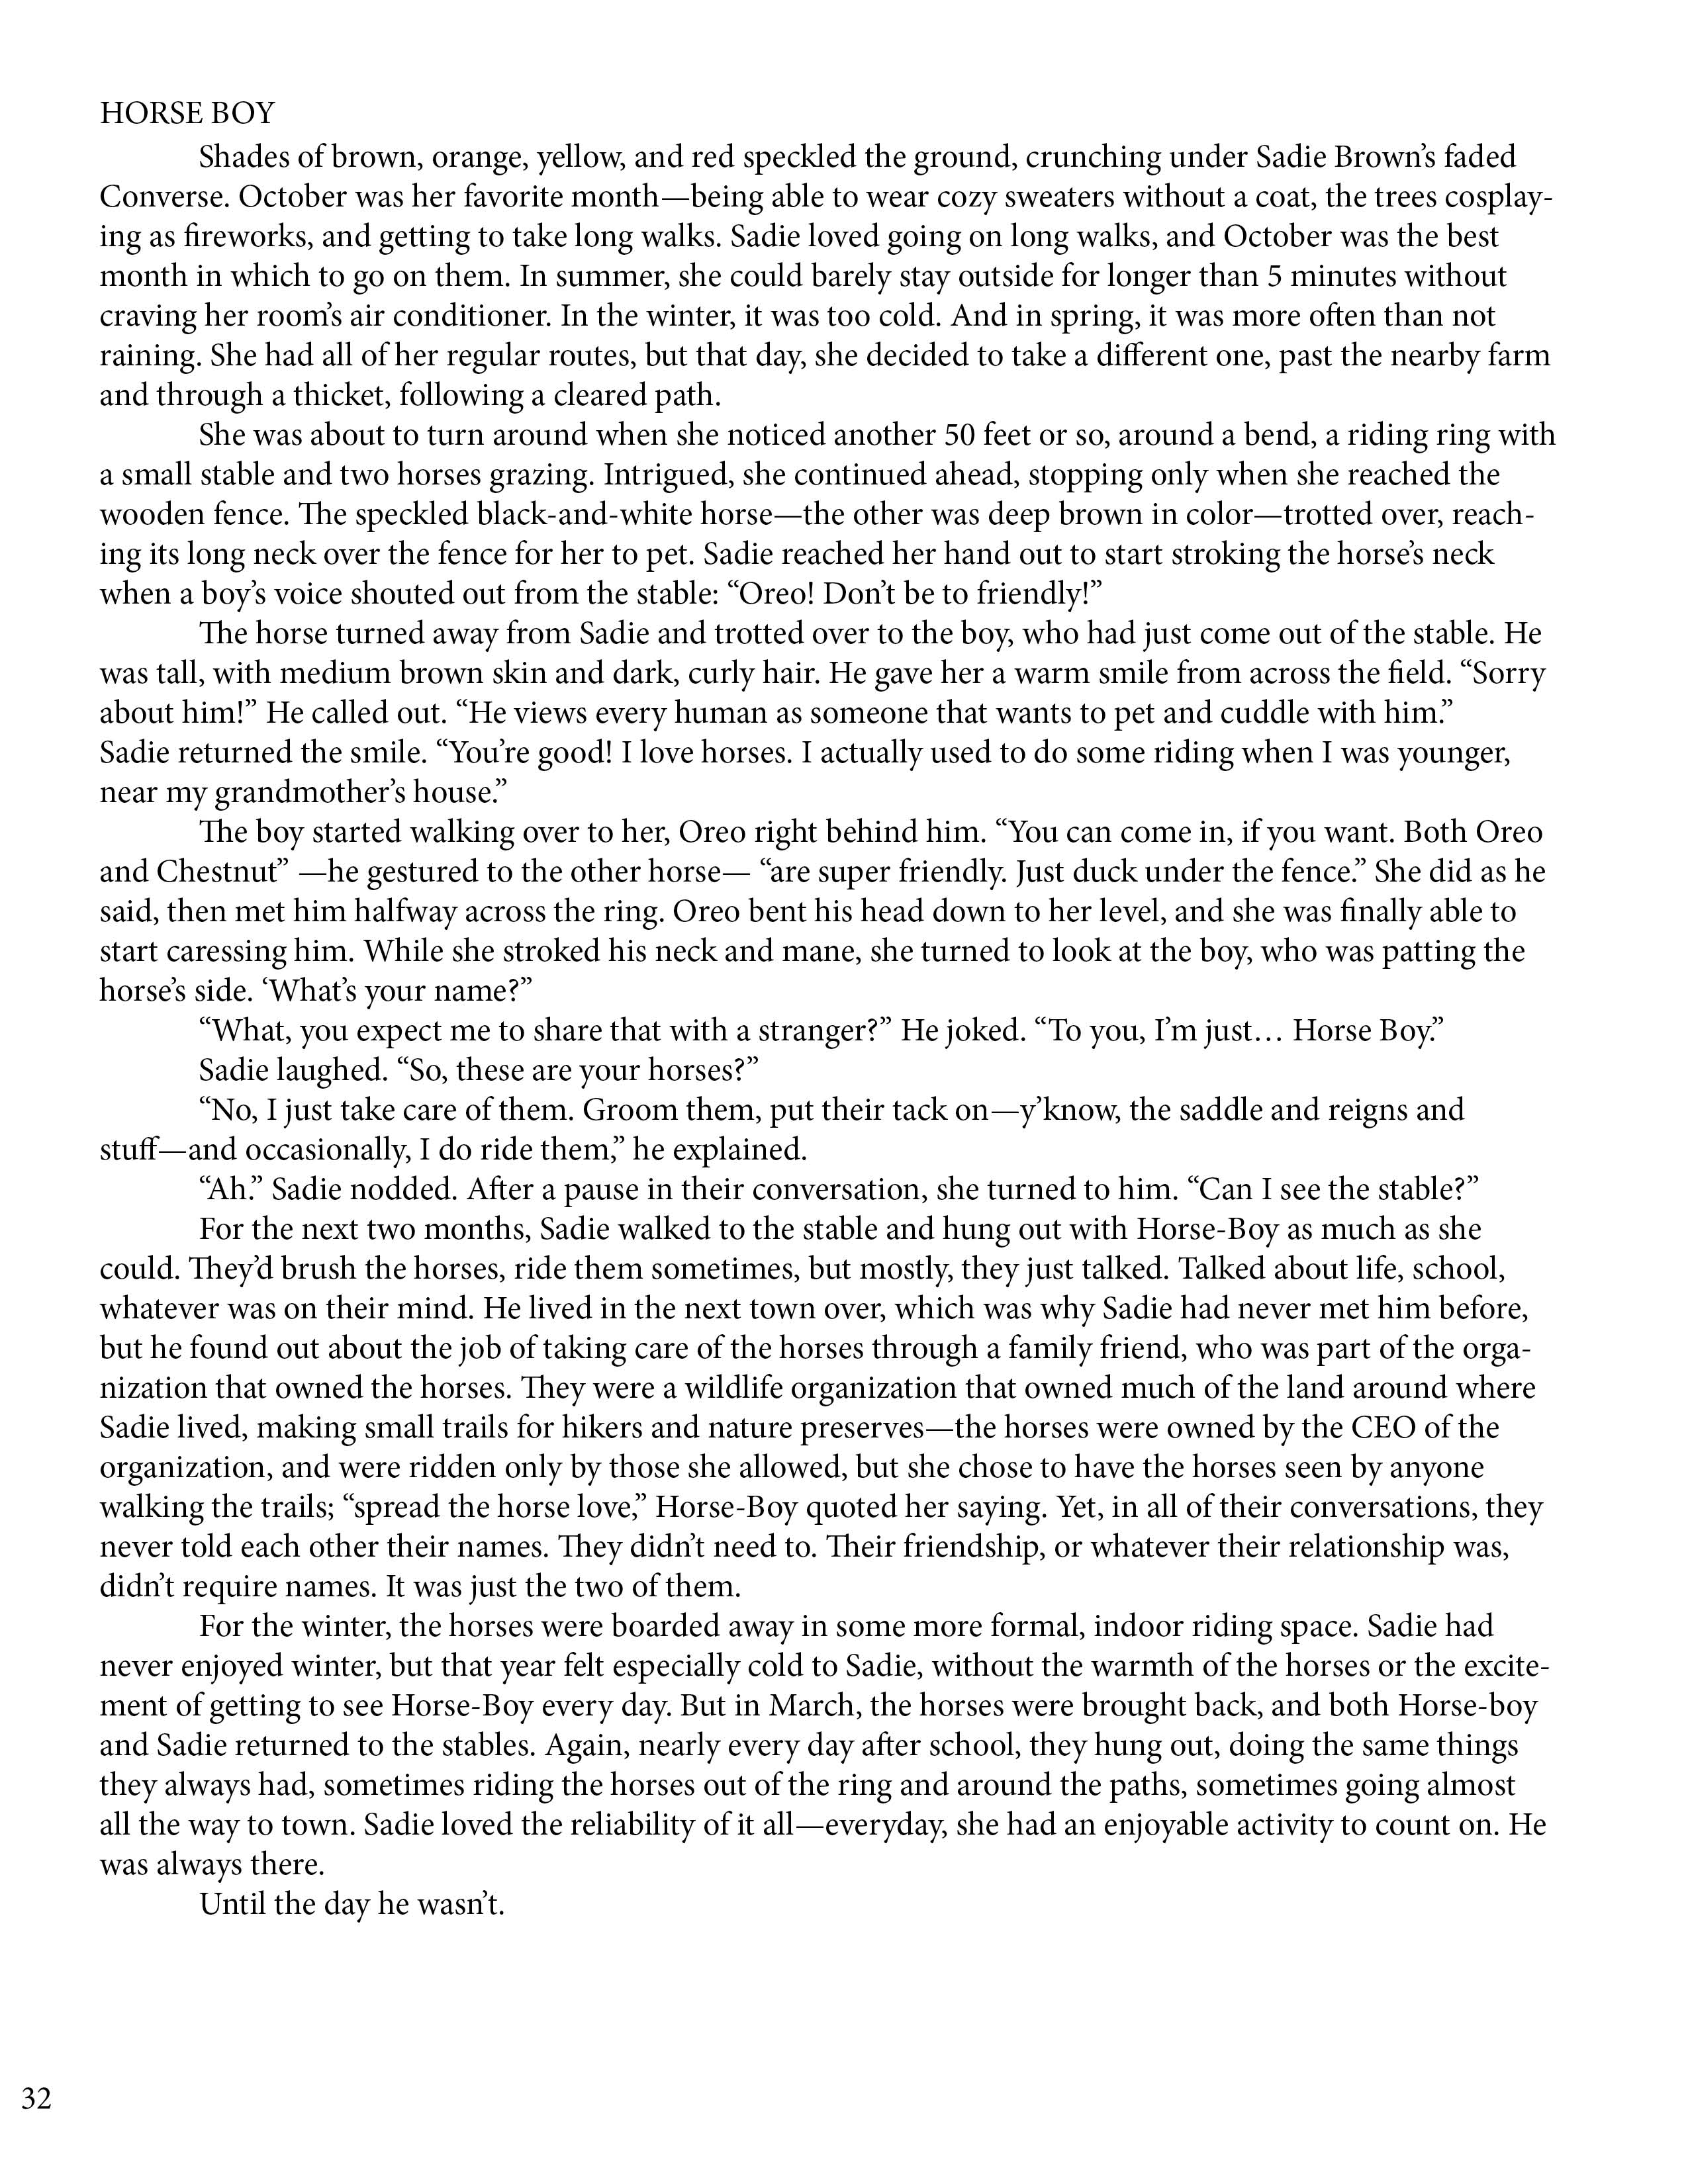 HORSE BOY
Shades of brown, orange, yellow, and red speckled the ground, crunching under Sadie Brown’s faded
Converse. October was her favorite month—being able to wear cozy sweaters without a coat, the trees cosplay-
ing as fireworks, and getting to take long walks. Sadie loved going on long walks, and October was the best
month in which to go on them. In summer, she could barely stay outside for longer than 5 minutes without
craving her room’s air conditioner. In the winter, it was too cold. And in spring, it was more often than not
raining. She had all of her regular routes, but that day, she decided to take a different one, past the nearby farm
and through a thicket, following a cleared path.
She was about to turn around when she noticed another 50 feet or so, around a bend, a riding ring with
a small stable and two horses grazing. Intrigued, she continued ahead, stopping only when she reached the
wooden fence. The speckled black-and-white horse—the other was deep brown in color—trotted over, reach-
ing its long neck over the fence for her to pet. Sadie reached her hand out to start stroking the horse’s neck
when a boy’s voice shouted out from the stable: “Oreo! Don’t be to friendly!”
The horse turned away from Sadie and trotted over to the boy, who had just come out of the stable. He
was tall, with medium brown skin and dark, curly hair. He gave her a warm smile from across the field. “Sorry
about him!” He called out. “He views every human as someone that wants to pet and cuddle with him.”
Sadie returned the smile. “You’re good! I love horses. I actually used to do some riding when I was younger,
near my grandmother’s house.”
The boy started walking over to her, Oreo right behind him. “You can come in, if you want. Both Oreo
and Chestnut” —he gestured to the other horse— “are super friendly. Just duck under the fence.” She did as he
said, then met him halfway across the ring. Oreo bent his head down to her level, and she was finally able to
start caressing him. While she stroked his neck and mane, she turned to look at the boy, who was patting the
horse’s side. ‘What’s your name?”
“What, you expect me to share that with a stranger?” He joked. “To you, I’m just… Horse Boy.”
Sadie laughed. “So, these are your horses?”
“No, I just take care of them. Groom them, put their tack on—y’know, the saddle and reigns and
stuff—and occasionally, I do ride them,” he explained.
“Ah.” Sadie nodded. After a pause in their conversation, she turned to him. “Can I see the stable?”
For the next two months, Sadie walked to the stable and hung out with Horse-Boy as much as she
could. They’d brush the horses, ride them sometimes, but mostly, they just talked. Talked about life, school,
whatever was on their mind. He lived in the next town over, which was why Sadie had never met him before,
but he found out about the job of taking care of the horses through a family friend, who was part of the orga-
nization that owned the horses. They were a wildlife organization that owned much of the land around where
Sadie lived, making small trails for hikers and nature preserves—the horses were owned by the CEO of the
organization, and were ridden only by those she allowed, but she chose to have the horses seen by anyone
walking the trails; “spread the horse love,” Horse-Boy quoted her saying. Yet, in all of their conversations, they
never told each other their names. They didn’t need to. Their friendship, or whatever their relationship was,
didn’t require names. It was just the two of them.
For the winter, the horses were boarded away in some more formal, indoor riding space. Sadie had
never enjoyed winter, but that year felt especially cold to Sadie, without the warmth of the horses or the excite-
ment of getting to see Horse-Boy every day. But in March, the horses were brought back, and both Horse-boy
and Sadie returned to the stables. Again, nearly every day after school, they hung out, doing the same things
they always had, sometimes riding the horses out of the ring and around the paths, sometimes going almost
all the way to town. Sadie loved the reliability of it all—everyday, she had an enjoyable activity to count on. He
was always there.
Until the day he wasn’t.
32